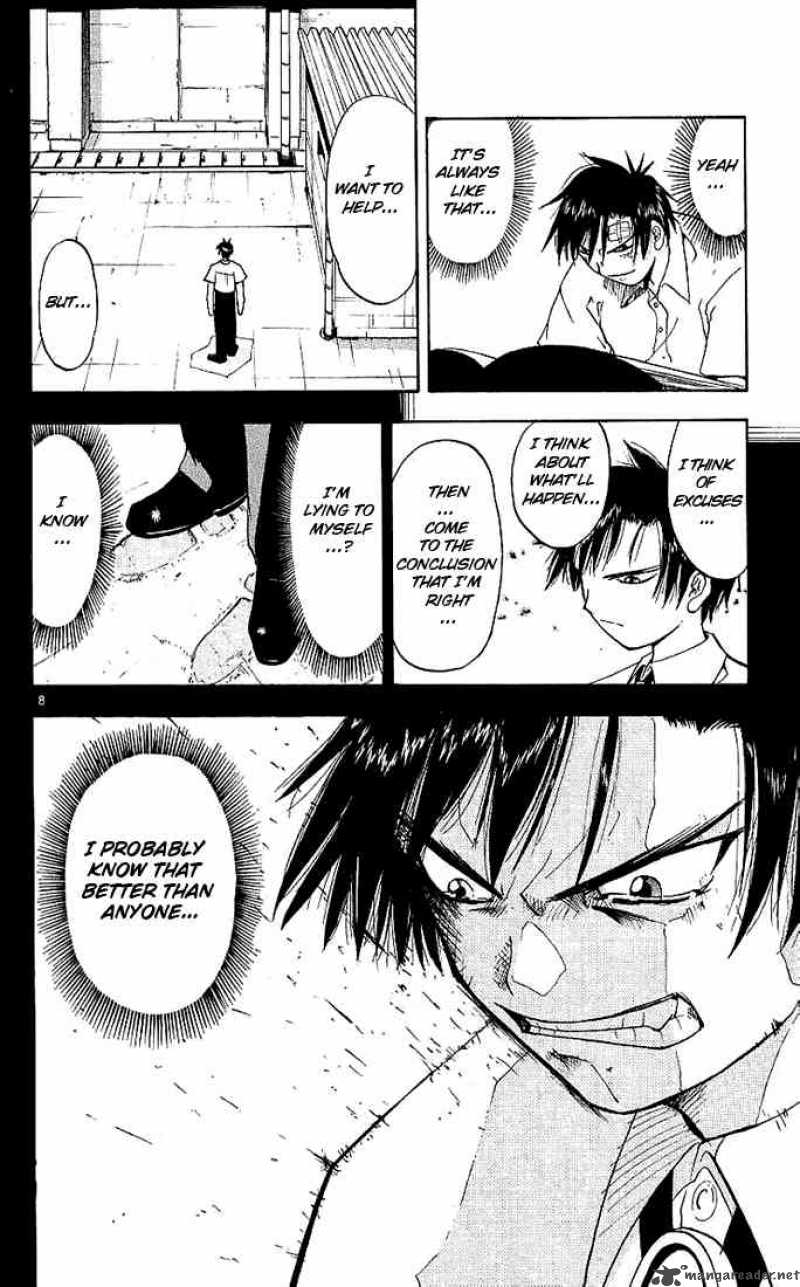 YEAH
...
IT'S
ALWAYS
LIKE
THAT...
I
WANT TO
HELP...
BUT...
I THINK
OF
EXCUSES
...
I THINK
ABOUT
WHAT'LL
HAPPEN...
THEN
...
COME
TO THE
CONCLUSION
THAT I'M
RIGHT
...
I'M
LYING TO
MYSELF
...?
I
KNOW
...
8
I PROBABLY
KNOW THAT
BETTER THAN
ANYONE...
mangareader.net